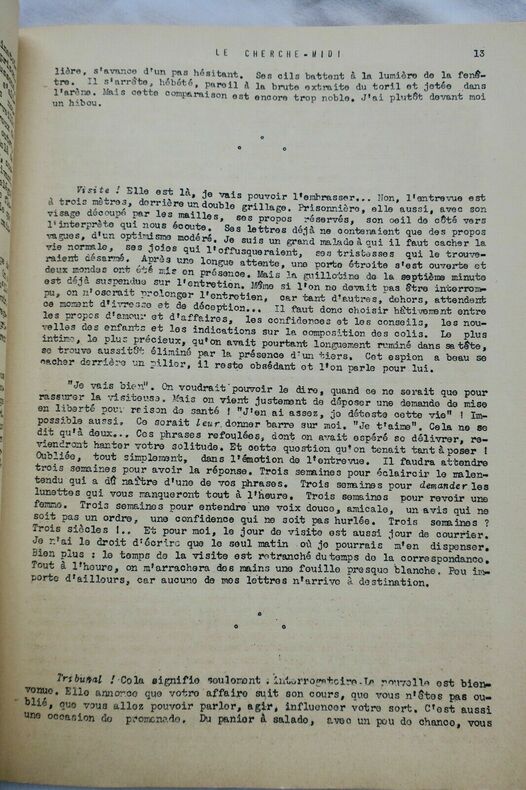 LE CHERCHE-MIDI 13
lière, s'avance d'un pas hésitant. Ses cils battent à la lumière de la fenê-
tre. Il s'arrête, hébété, pareil à la brute extraite du toril et jetée dans
l'arène. Mais cette comparaison est encore trop noble. J'ai plutôt devant moi
un hibou.
Visite ! Elle est là, je vais pouvoir l'embrasser... Non, l'entrevue est
à trois mètres, derrière un double grillage. Prisonnière, elle aussi, avec son
visage découpé par les mailles, ses propos réservés, son oeil de côté vers
l'interprète qui nous écoute. Ses lettres déjà ne contenaient que des propos
vagues, d'un optimisme modéré. Je suis un grand malade à qui il faut cacher la
vie normale, ses joies qui l'effusqueraient, ses tristesses qui le trouve-
raient désarmé. Après une longue attente, une porte étroite s'est ouverte et
deux mondes ont été mis en présence. Mais la guillotine de la septième minute
est déjà suspendue sur l'entretien. Même si l'on ne devait pas être interrom-
pu, on n'oserait prolonger l'entretien, car tant d'autres, dehors, attendent
ce moment d'ivresse et de déception... Il faut donc choisir hâtivement entre
les propos d'amour et d'affaires, les confidences et les conseils, les nou-
velles des enfants et les indications sur la composition des colis. Le plus
intime, le plus précieux, qu'on avait pourtant longuement ruminé dans sa tête,
se trouve aussitôt éliminé par la présence d'un tiers. Cet espion a beau se
cacher derrière un pilier, il reste obsédant et l'on parle pour lui.
"Je vais bien". On voudrait pouvoir le dire, quand ce ne serait que pour
rassurer la visiteuse. Mais on vient justement de déposer une demande de mise
en liberté pour raison de santé ! "J'en ai assez, je déteste cette vie" ! Im-
possible aussi. Ce serait leur donner barre sur moi. "Je t'aime". Cela ne se
dit qu'à deux... Ces phrases refoulées, dont on avait espéré se délivrer, re-
viendront hanter votre solitude. Et cette question qu'on tenait tant à poser !
Oubliée, tout simplement, dans l'émotion de l'entrevue. Il faudra attendre
trois semaines pour avoir la réponse. Trois semaines pour éclaircir le malen-
tendu qui a dû naître d'une de vos phrases. Trois semaines pour demander les
lunettes qui vous manqueront tout à l'heure. Trois semaines pour revoir une
femme. Trois semaines pour entendre une voix douce, amicale, un avis qui ne
soit pas un ordre, une confidence qui ne soit pas hurlée. Trois semaines ?
Trois siècles !.. Et pour moi, le jour de visite est aussi jour de courrier.
Je n'ai le droit d'écrire que le seul matin où je pourrais m'en dispenser.
Bien plus : le temps de la visite est retranché du temps de la correspondance.
Tout à l'heure, on m'arrachera des mains une feuille presque blanche. Peu im-
porte d'ailleurs, car aucune de mes lettres n'arrive à destination.
Tribunal ! Cela signifie seulement : interrogatoire. La nouvelle est bien-
venue. Elle annonce que votre affaire suit son cours, que vous n'êtes pas ou-
blié, que vous allez pouvoir parler, agir, influencer votre sort. C'est aussi
une occasion de promenade. Du panier à salade, avec un peu de chance, vous